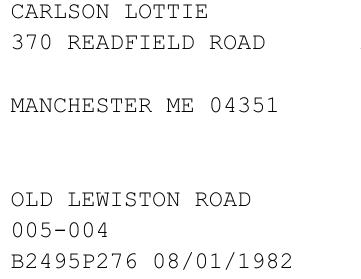 CARLSON LOTTIE
370 READFIELD ROAD
MANCHESTER ME 04351
OLD LEWISTON ROAD
005-004
B2495P276 08/01/1982